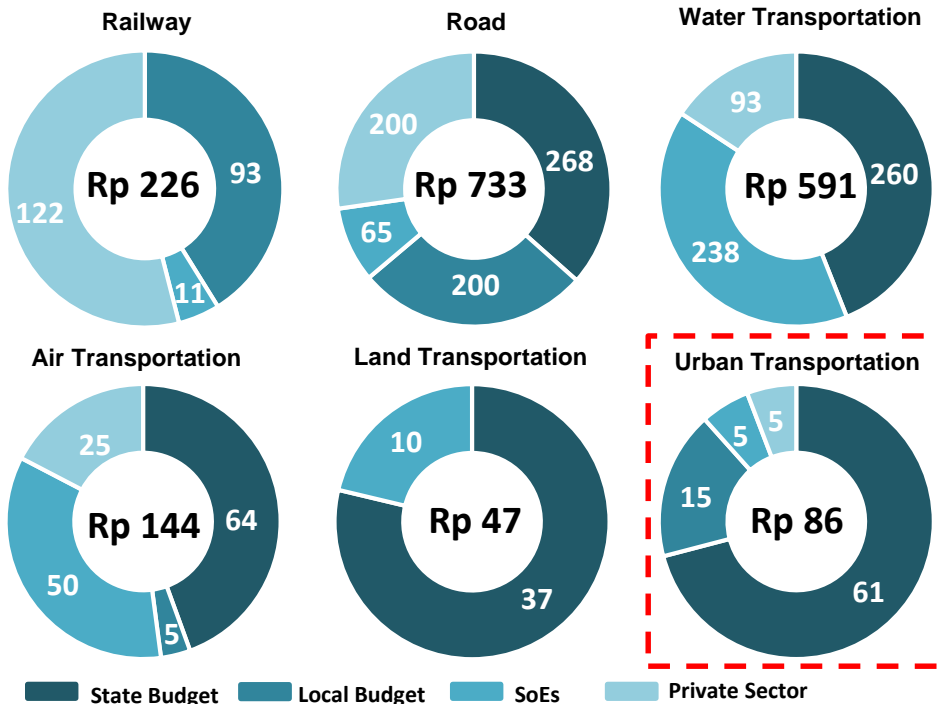 Railway
122
93
11
Rp 226
Road
200
268
65
200
Rp 733
Water Transportation
93
260
238
Rp 591
Air Transportation
25
64
50
5
Rp 144
Land Transportation
10
37
Rp 47
Urban Transportation
5
5
15
61
Rp 86
State Budget
Local Budget
SoEs
Private Sector